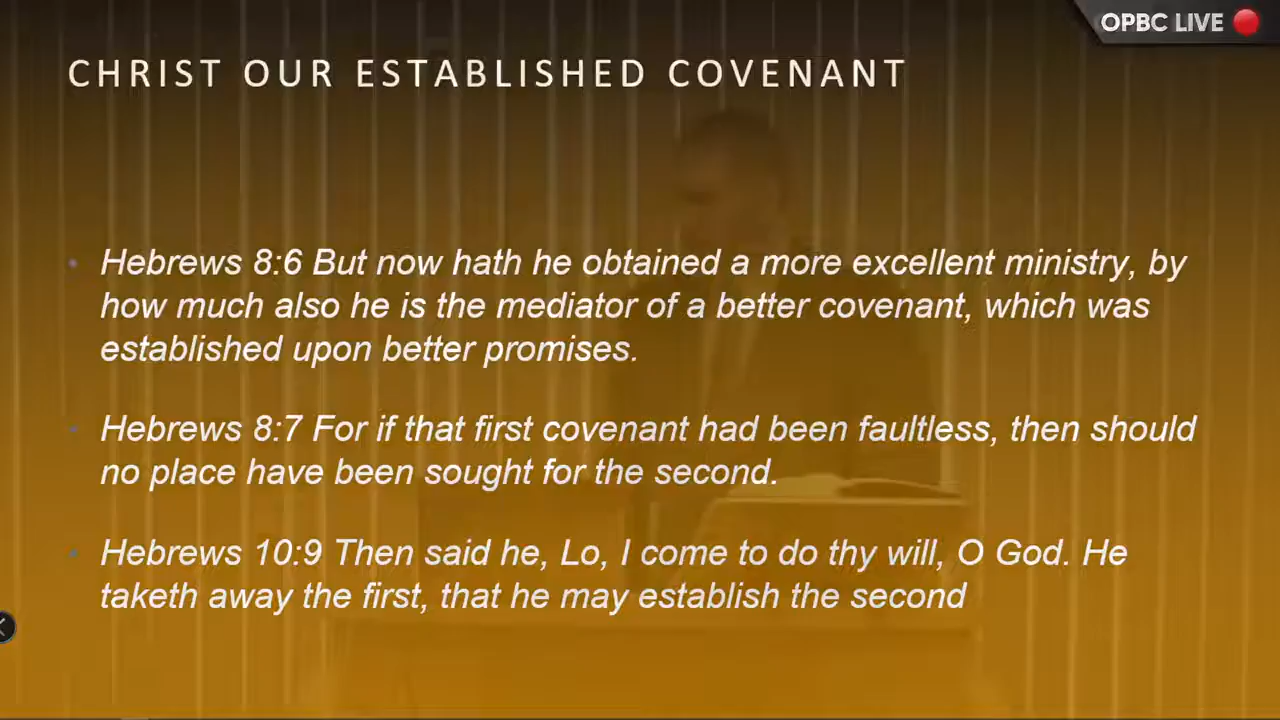 OPBC LIVE
CHRIST OUR ESTABLISHED COVENANT
Hebrews 8:6 But now hath he obtained a more excellent ministry, by
how much also he is the mediator of a better covenant, which was
established upon better promises.
Hebrews 8:7 For if that first covenant had been faultless, then should
no place have been sought for the second.
Hebrews 10:9 Then said he, Lo, I come to do thy will, O God. He
taketh away the first, that he may establish the second